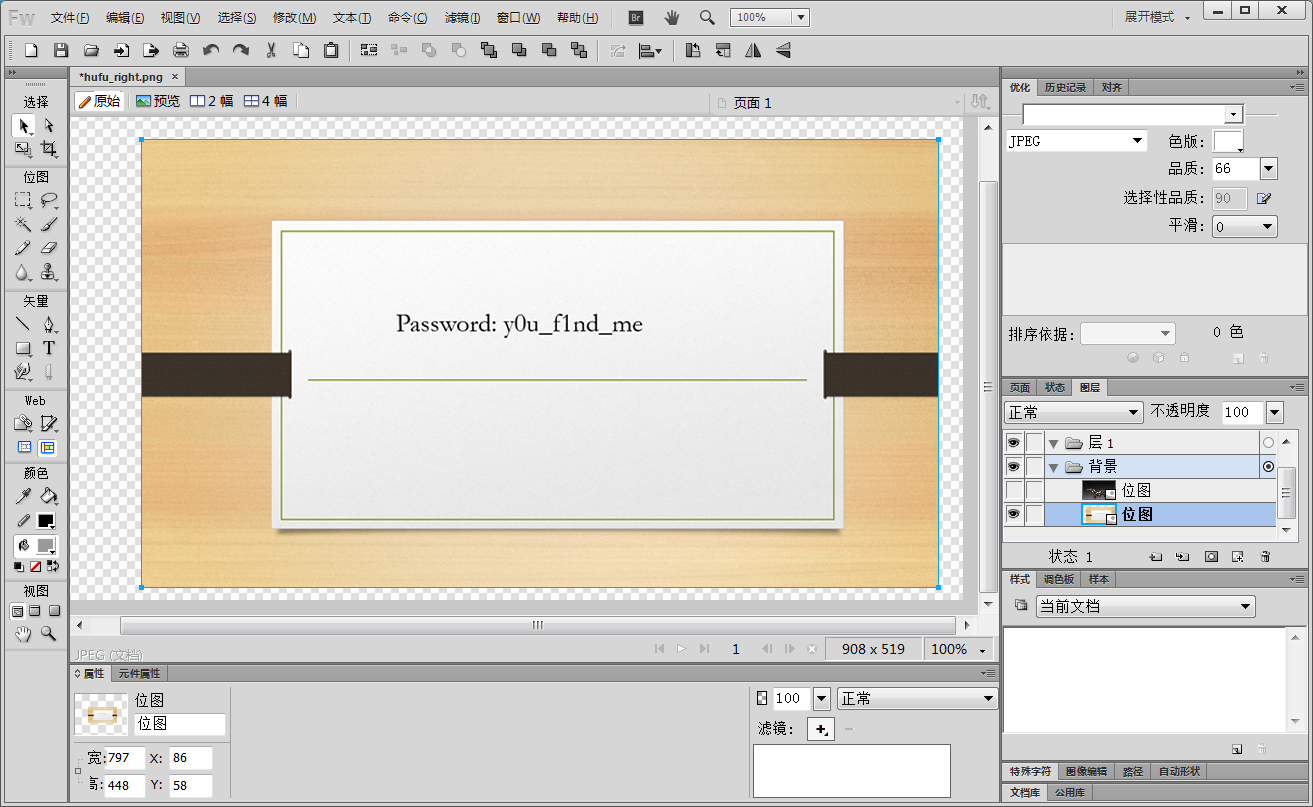 Fw 文件(F) 编辑(E) 视图(V) 选择(S) 修改(M) 文本(T) 命令(C) 滤镜(I) 窗口(W) 帮助(H) Br 100% 展开模式
*hufu_right.png ×
原始 预览 2 幅 4 幅 页面 1
选择
位图
矢量
Web
颜色
视图
Password: y0u_f1nd_me
JPEG (文档) 1 908 x 519 100%
属性 元件属性
位图
位图
宽: 797 X: 86
高: 448 Y: 58
100 正常
滤镜:
优化 历史记录 对齐
JPEG 色版:
品质: 66
选择性品质: 90
平滑: 0
排序依据: 0 色
页面 状态 图层
正常 不透明度 100
层 1
背景
位图
位图
状态 1
样式 调色板 样本
当前文档
特殊字符 图像编辑 路径 自动形状
文档库 公用库